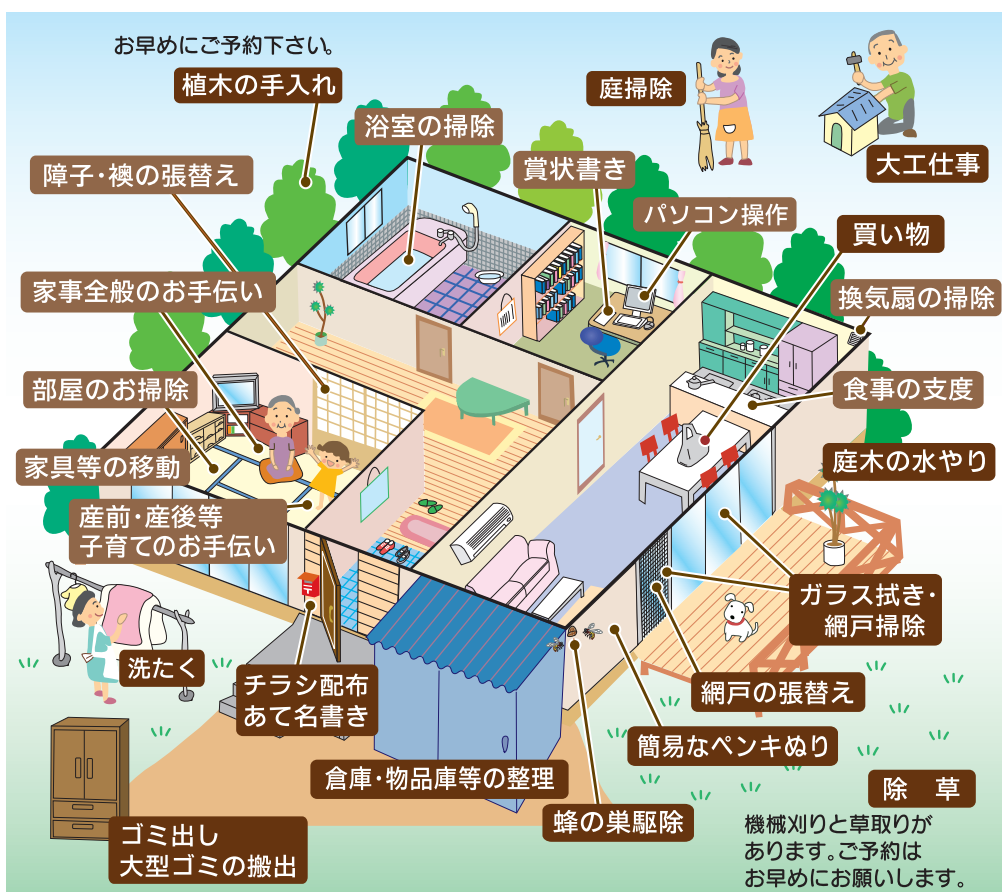 お早めにご予約下さい。
植木の手入れ
庭掃除
大工仕事
浴室の掃除
障子・襖の張替え
賞状書き
パソコン操作
買い物
家事全般のお手伝い
換気扇の掃除
部屋のお掃除
食事の支度
家具等の移動
庭木の水やり
産前・産後等
子育てのお手伝い
ガラス拭き・
網戸掃除
洗たく
チラシ配布
あて名書き
網戸の張替え
簡易なペンキぬり
倉庫・物品庫等の整理
除　草
蜂の巣駆除
機械刈りと草取りが
あります。ご予約は
お早めにお願いします。
ゴミ出し
大型ゴミの搬出